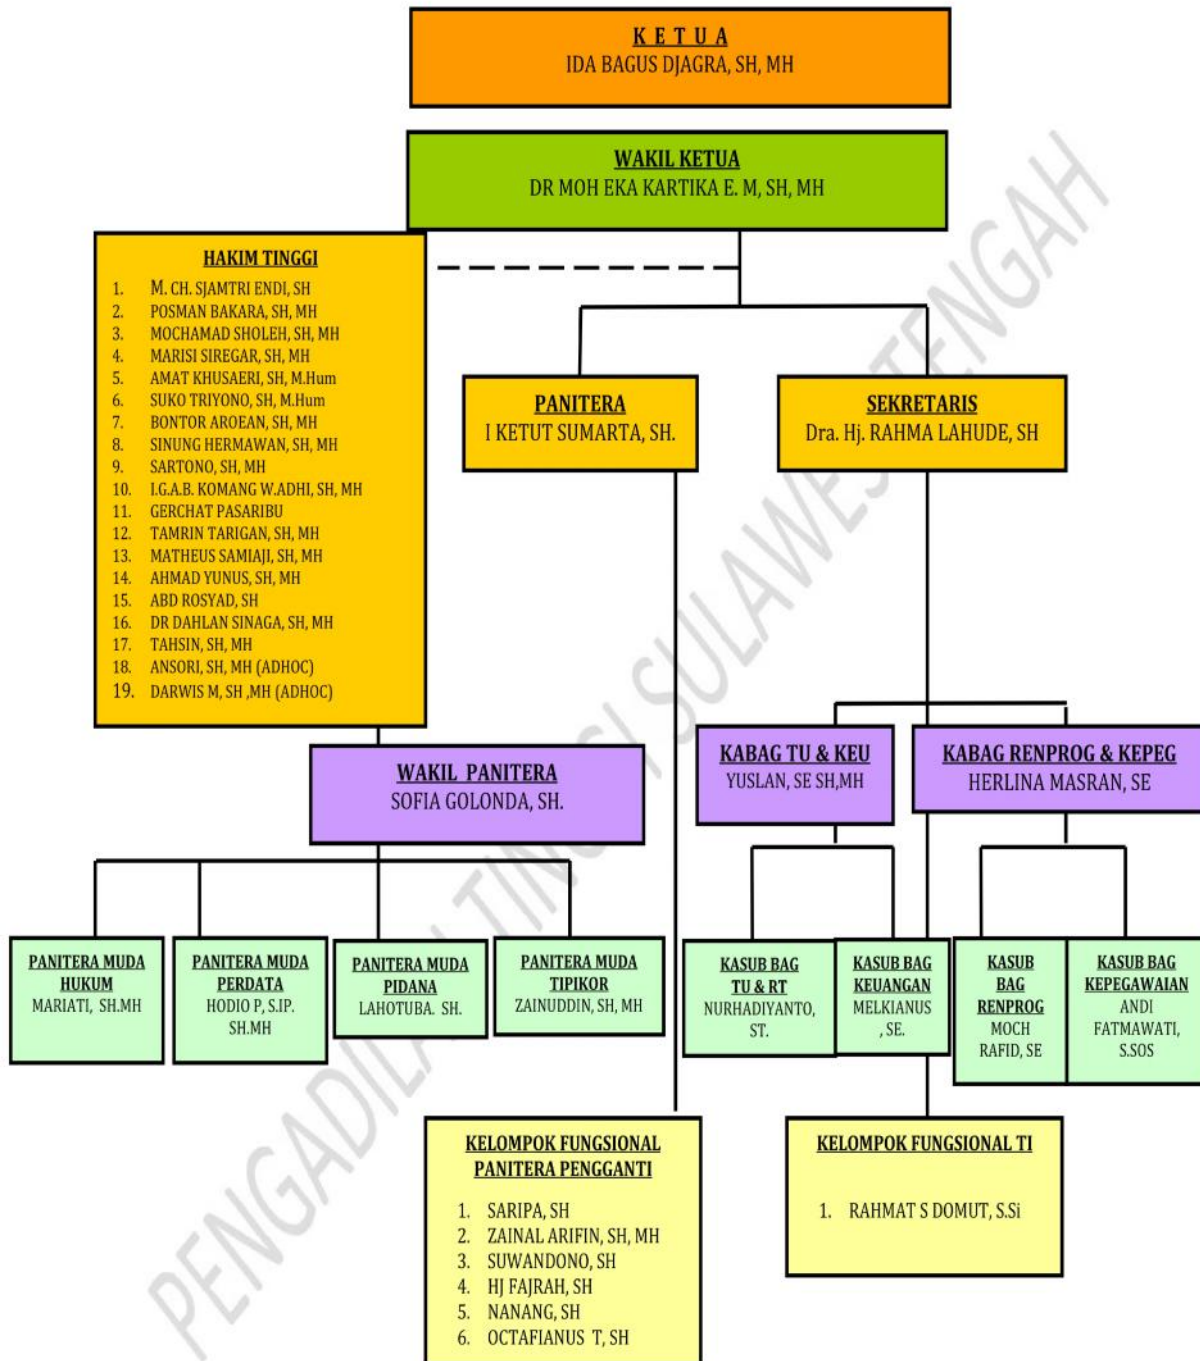 K E T U A
IDA BAGUS DJAGRA, SH, MH
WAKIL KETUA
DR MOH EKA KARTIKA E. M, SH, MH
HAKIM TINGGI
1. M. CH. SJAMTRI ENDI, SH
2. POSMAN BAKARA, SH, MH
3. MOCHAMAD SHOLEH, SH, MH
4. MARISI SIREGAR, SH, MH
5. AMAT KHUSAERI, SH, M.Hum
6. SUKO TRIYONO, SH, M.Hum
7. BONTOR AROEAN, SH, MH
8. SINUNG HERMAWAN, SH, MH
9. SARTONO, SH, MH
10. I.G.A.B. KOMANG W.ADHI, SH, MH
11. GERCHAT PASARIBU
12. TAMRIN TARIGAN, SH, MH
13. MATHEUS SAMIAJI, SH, MH
14. AHMAD YUNUS, SH, MH
15. ABD ROSYAD, SH
16. DR DAHLAN SINAGA, SH, MH
17. TAHSIN, SH, MH
18. ANSORI, SH, MH (ADHOC)
19. DARWIS M, SH ,MH (ADHOC)
PANITERA
I KETUT SUMARTA, SH.
SEKRETARIS
Dra. Hj. RAHMA LAHUDE, SH
WAKIL PANITERA
SOFIA GOLONDA, SH.
KABAG TU & KEU
YUSLAN, SE SH,MH
KABAG RENPROG & KEPEG
HERLINA MASRAN, SE
PANITERA MUDA
HUKUM
MARIATI, SH.MH
PANITERA MUDA
PERDATA
HODIO P, S.IP.
SH.MH
PANITERA MUDA
PIDANA
LAHOTUBA. SH.
PANITERA MUDA
TIPIKOR
ZAINUDDIN, SH, MH
KASUB BAG
TU & RT
NURHADIYANTO,
ST.
KASUB BAG
KEUANGAN
MELKIANUS
, SE.
KASUB
BAG
RENPROG
MOCH
RAFID, SE
KASUB BAG
KEPEGAWAIAN
ANDI
FATMAWATI,
S.SOS
KELOMPOK FUNGSIONAL
PANITERA PENGGANTI
1. SARIPA, SH
2. ZAINAL ARIFIN, SH, MH
3. SUWANDONO, SH
4. HJ FAJRAH, SH
5. NANANG, SH
6. OCTAFIANUS T, SH
KELOMPOK FUNGSIONAL TI
1. RAHMAT S DOMUT, S.Si
PENGADILAN TINGGI SULAWESI TENGAH